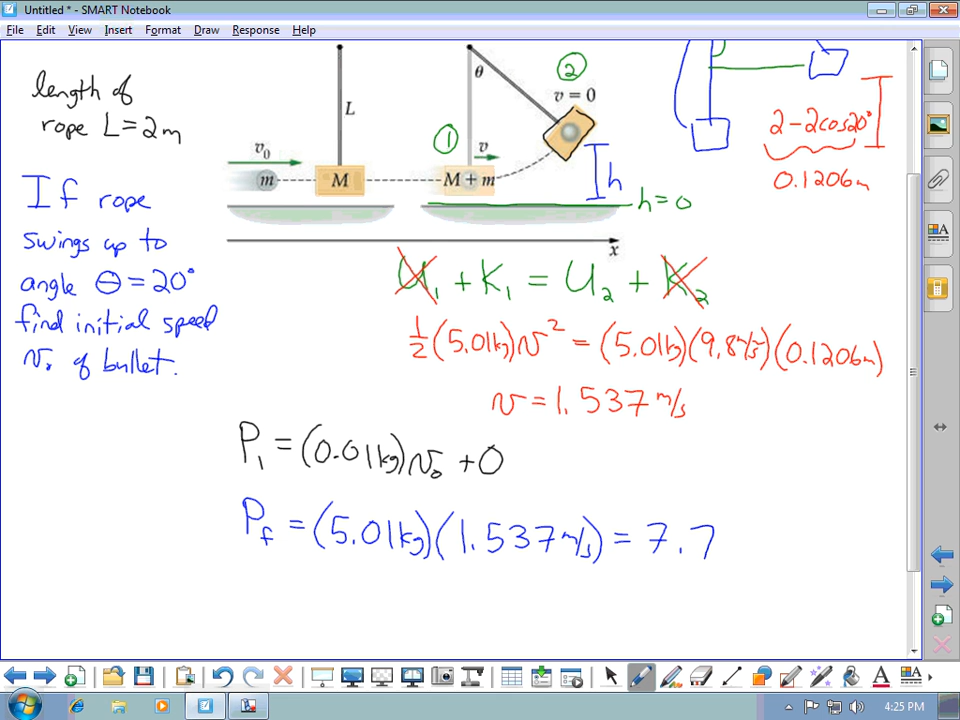 Untitled * - SMART Notebook
File Edit View Insert Format Draw Response Help
length of
rope L = 2m
If rope
swings up to
angle θ = 20°
find initial speed
v₀ of bullet.
v₀
m
M
L
θ
①
v
M + m
②
v = 0
h
h = 0
x
2 - 2cos20°
0.1206m
U₁ + K₁ = U₂ + K₂
½(5.01kg)v² = (5.01kg)(9.8m/s²)(0.1206m)
v = 1.537 m/s
P₁ = (0.01kg)v₀ + 0
P_f = (5.01kg)(1.537m/s) = 7.7
4:25 PM